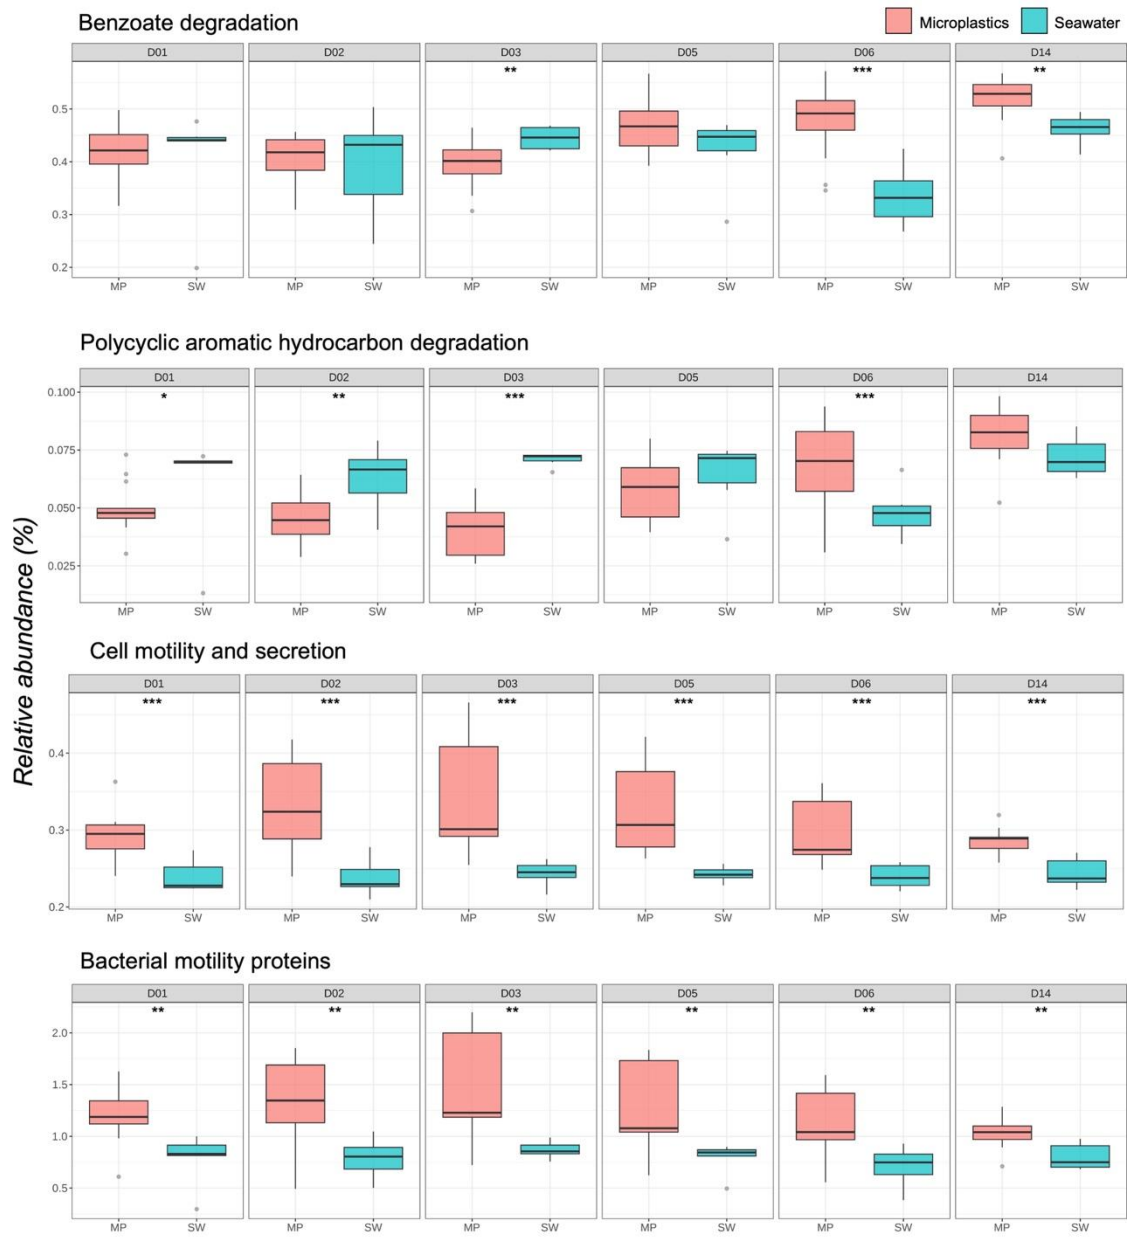 Benzoate degradation
Microplastics Seawater
D01 D02 D03 D05 D06 D14
** *** **
0.5
0.4
0.3
0.2
MP SW MP SW MP SW MP SW MP SW MP SW
Polycyclic aromatic hydrocarbon degradation
D01 D02 D03 D05 D06 D14
* ** *** ***
0.100
0.075
0.050
0.025
MP SW MP SW MP SW MP SW MP SW MP SW
Relative abundance (%)
Cell motility and secretion
D01 D02 D03 D05 D06 D14
*** *** *** *** *** ***
0.4
0.3
0.2
MP SW MP SW MP SW MP SW MP SW MP SW
Bacterial motility proteins
D01 D02 D03 D05 D06 D14
** ** ** ** ** **
2.0
1.5
1.0
0.5
MP SW MP SW MP SW MP SW MP SW MP SW